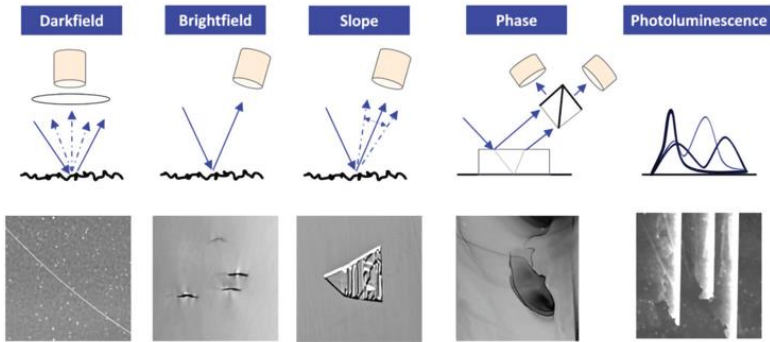 Darkfield
Brightfield
Slope
Phase
Photoluminescence